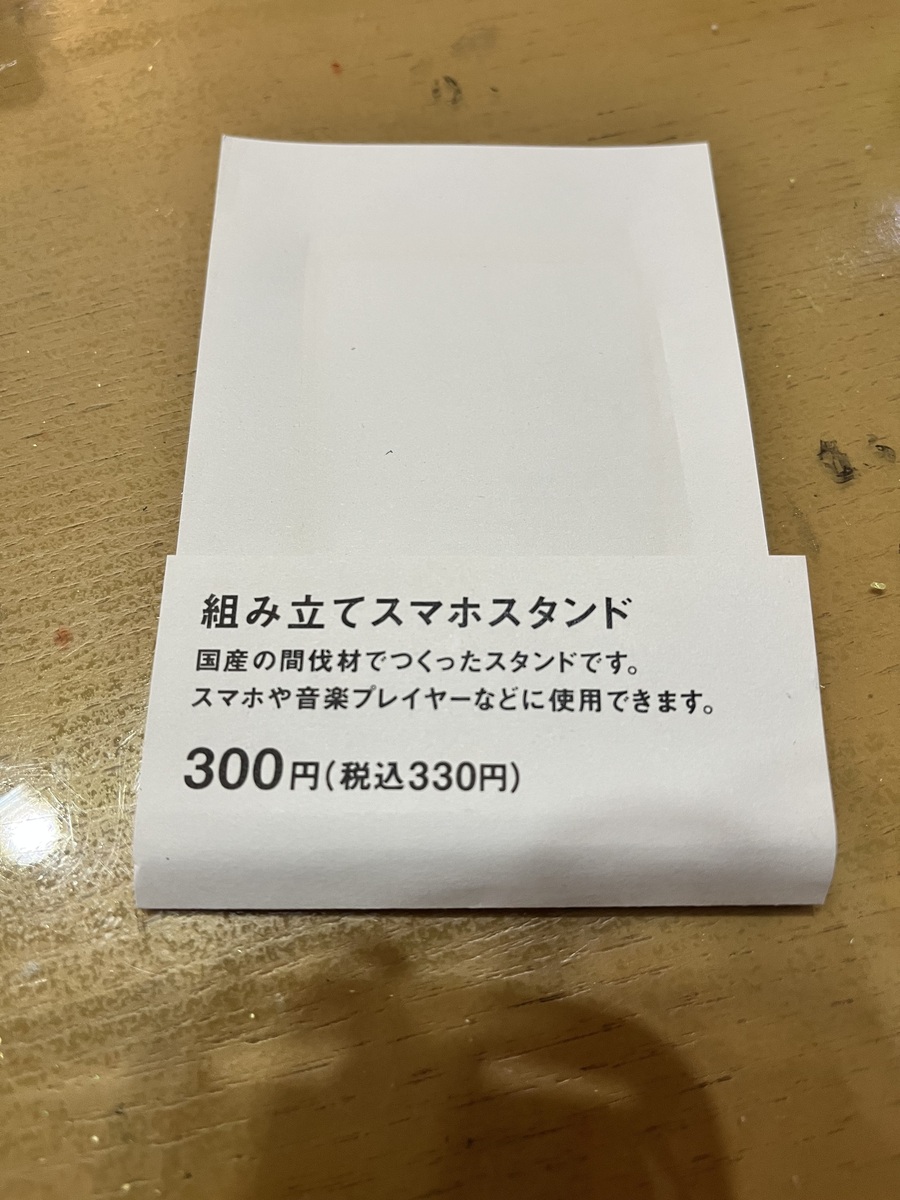 組み立てスマホスタンド
国産の間伐材でつくったスタンドです。
スマホや音楽プレイヤーなどに使用できます。
300円(税込330円)